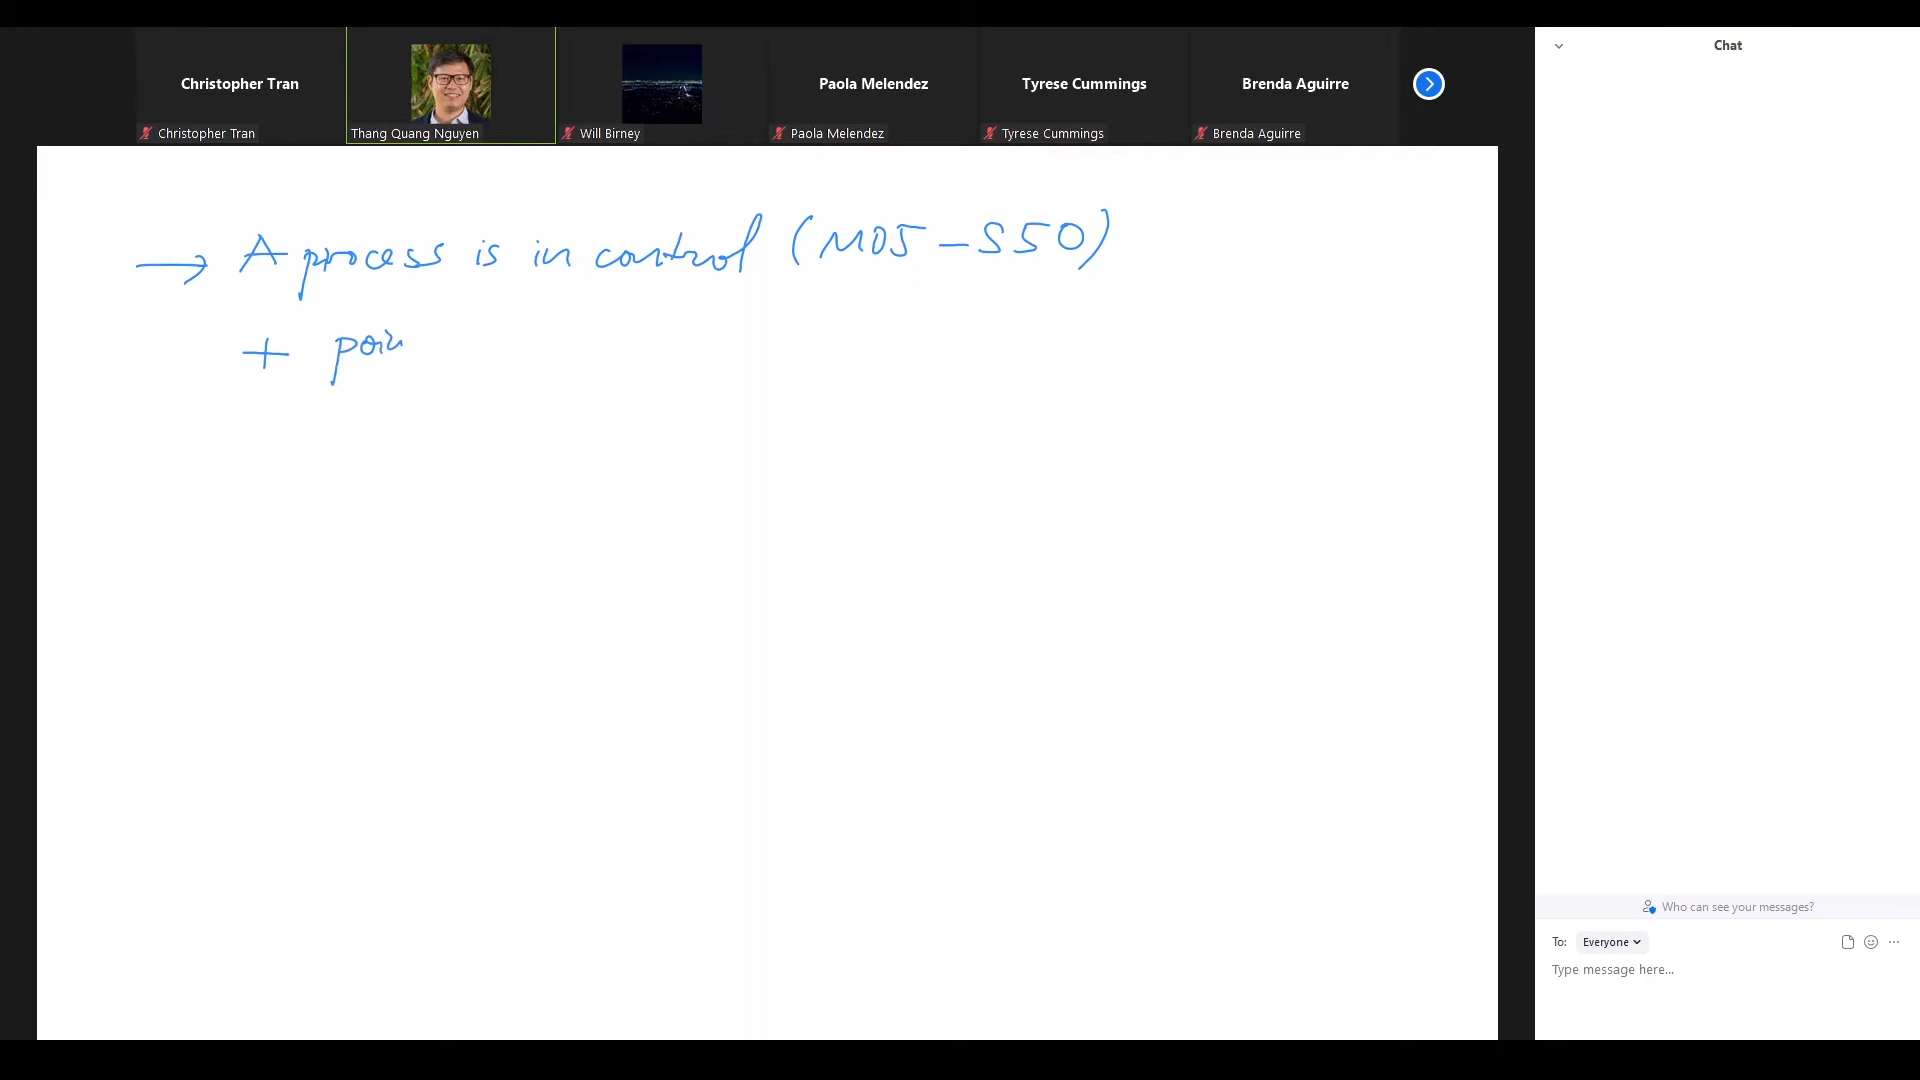 Chat
Christopher Tran
Paola Melendez
Tyrese Cummings
Brenda Aguirre
Christopher Tran
Thang Quang Nguyen
Will Birney
Paola Melendez
Tyrese Cummings
Brenda Aguirre
→ A process is in control (M05-S50)
+ poin
Who can see your messages?
To: Everyone
Type message here...